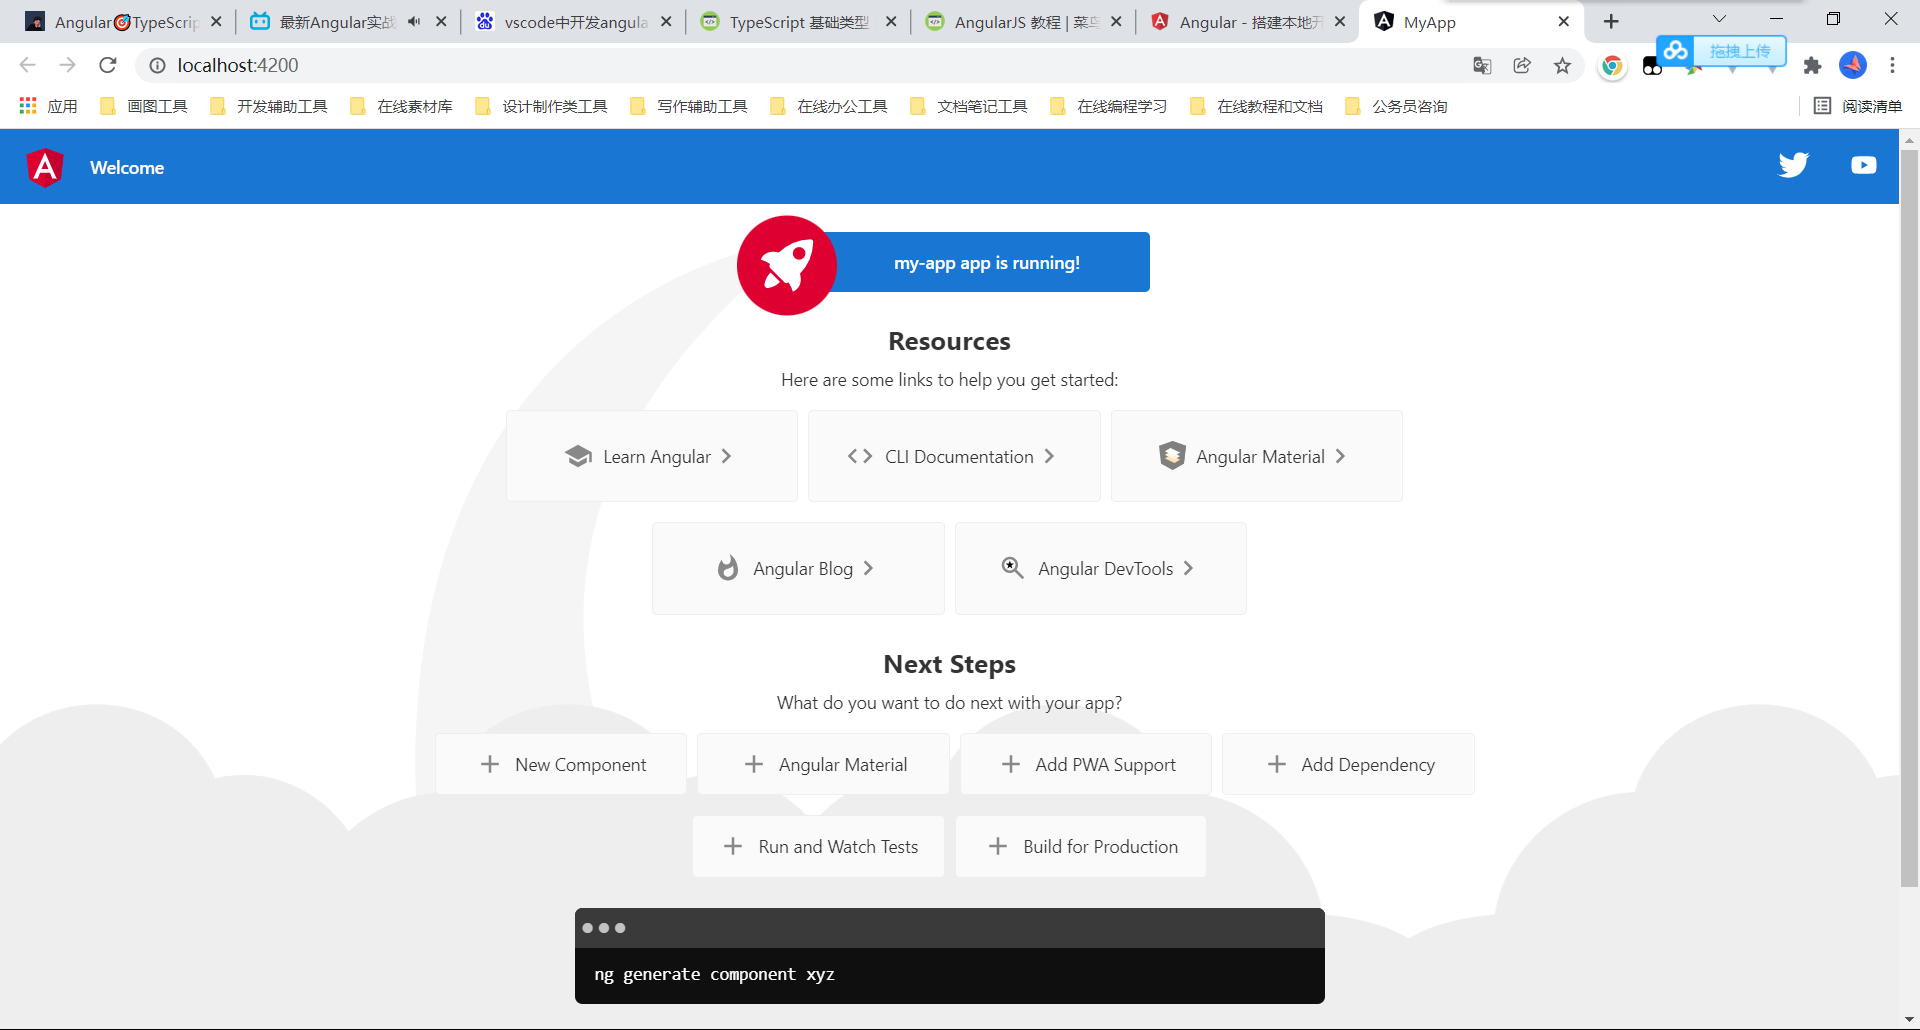 Angular🎯TypeScrip
最新Angular实战
vscode中开发angula
TypeScript 基础类型
AngularJS 教程 | 菜鸟
Angular - 搭建本地开
MyApp
localhost:4200
拖拽上传
应用
画图工具
开发辅助工具
在线素材库
设计制作类工具
写作辅助工具
在线办公工具
文档笔记工具
在线编程学习
在线教程和文档
公务员咨询
阅读清单
Welcome
my-app app is running!
Resources
Here are some links to help you get started:
Learn Angular
CLI Documentation
Angular Material
Angular Blog
Angular DevTools
Next Steps
What do you want to do next with your app?
New Component
Angular Material
Add PWA Support
Add Dependency
Run and Watch Tests
Build for Production
ng generate component xyz